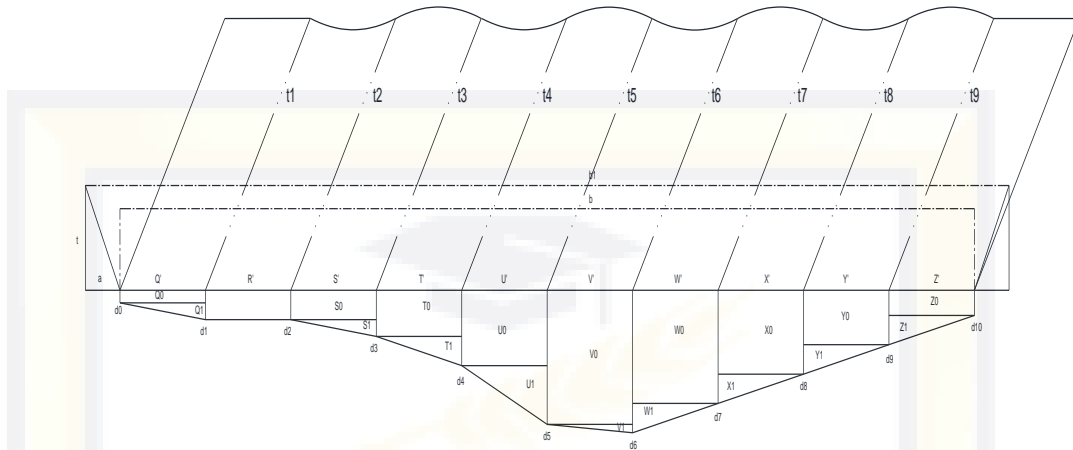 t1 t2 t3 t4 t5 t6 t7 t8 t9
b1
b
t
a Q' R' S' T' U' V' W' X' Y' Z'
Q0 Z0
d0 Q1 S0 T0 Y0
d1 d2 S1 U0 V0 W0 X0 Z1 d10
d3 T1 Y1 d9
d4 U1 X1 d8
W1 d7
d5 V1
d6